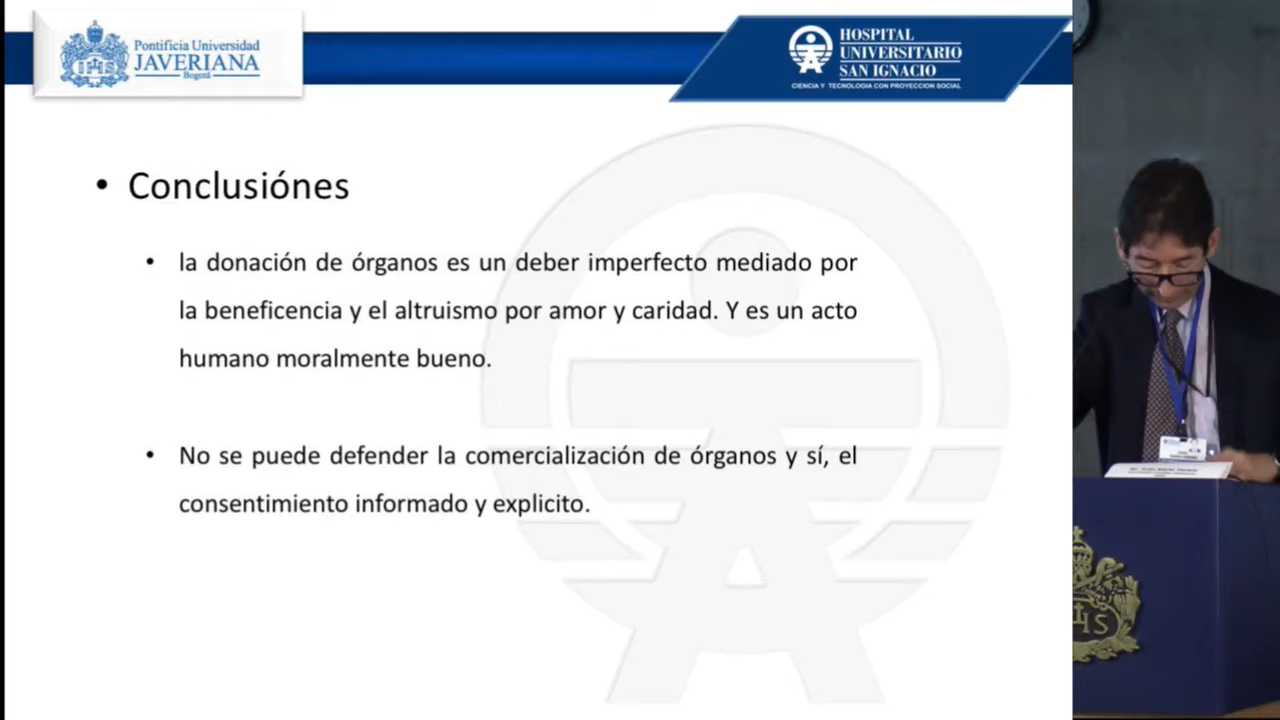 Pontificia Universidad
JAVERIANA
Bogotá
HOSPITAL
UNIVERSITARIO
SAN IGNACIO
CIENCIA Y TECNOLOGIA CON PROYECCION SOCIAL
• Conclusiónes
• la donación de órganos es un deber imperfecto mediado por
la beneficencia y el altruismo por amor y caridad. Y es un acto
humano moralmente bueno.
• No se puede defender la comercialización de órganos y sí, el
consentimiento informado y explicito.
IHS